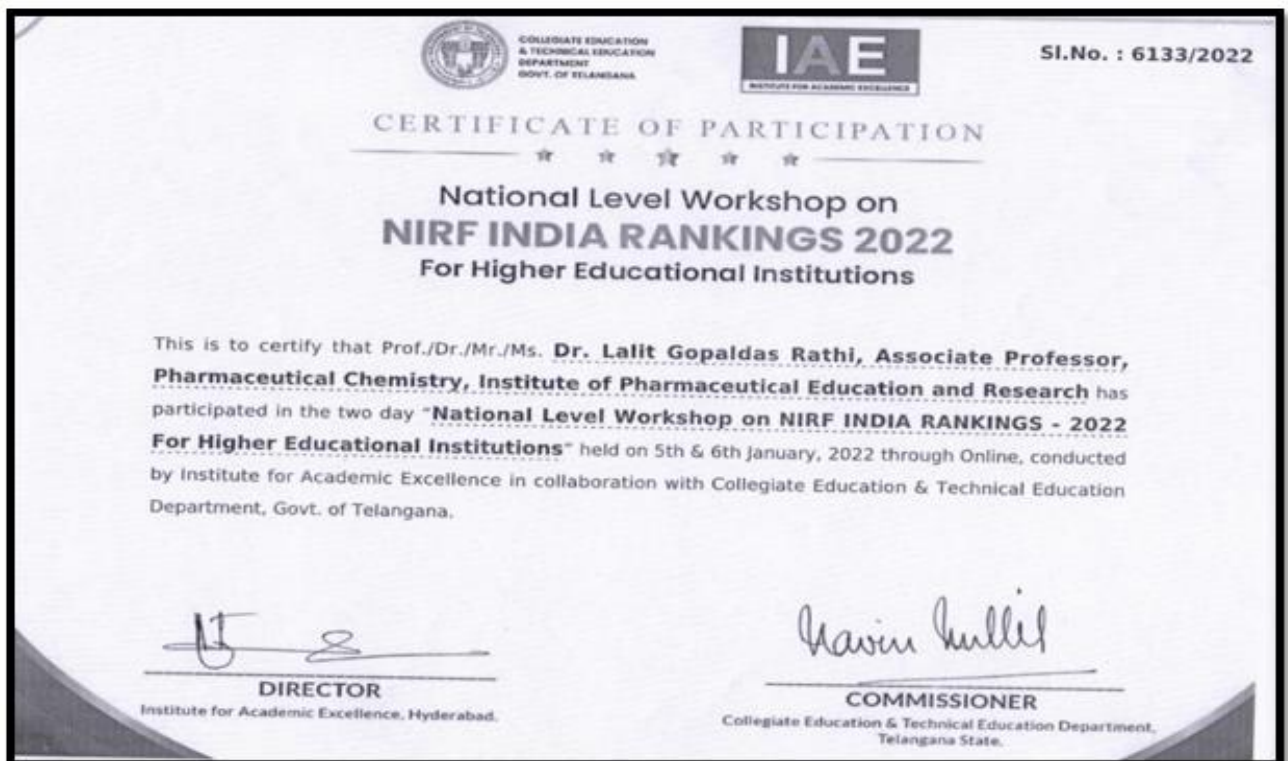 COLLEGIATE EDUCATION
& TECHNICAL EDUCATION
DEPARTMENT
GOVT. OF TELANGANA
IAE
INSTITUTE FOR ACADEMIC EXCELLENCE
Sl.No. : 6133/2022
CERTIFICATE OF PARTICIPATION
National Level Workshop on
NIRF INDIA RANKINGS 2022
For Higher Educational Institutions
This is to certify that Prof./Dr./Mr./Ms. Dr. Lalit Gopaldas Rathi, Associate Professor,
Pharmaceutical Chemistry, Institute of Pharmaceutical Education and Research has
participated in the two day "National Level Workshop on NIRF INDIA RANKINGS - 2022
For Higher Educational Institutions" held on 5th & 6th January, 2022 through Online, conducted
by Institute for Academic Excellence in collaboration with Collegiate Education & Technical Education
Department, Govt. of Telangana.
DIRECTOR
Institute for Academic Excellence, Hyderabad.
Navin
COMMISSIONER
Collegiate Education & Technical Education Department,
Telangana State.